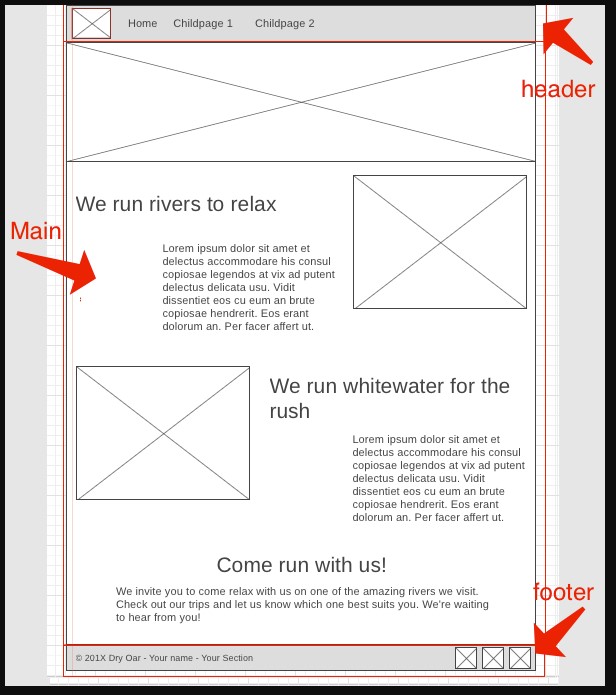 Home Childpage 1 Childpage 2
header
We run rivers to relax
Main
Lorem ipsum dolor sit amet et
delectus accommodare his consul
copiosae legendos at vix ad putent
delectus delicata usu. Vidit
dissentiet eos cu eum an brute
copiosae hendrerit. Eos erant
dolorum an. Per facer affert ut.
We run whitewater for the
rush
Lorem ipsum dolor sit amet et
delectus accommodare his consul
copiosae legendos at vix ad putent
delectus delicata usu. Vidit
dissentiet eos cu eum an brute
copiosae hendrerit. Eos erant
dolorum an. Per facer affert ut.
Come run with us!
We invite you to come relax with us on one of the amazing rivers we visit.
Check out our trips and let us know which one best suits you. We're waiting
to hear from you!
footer
© 201X Dry Oar - Your name - Your Section